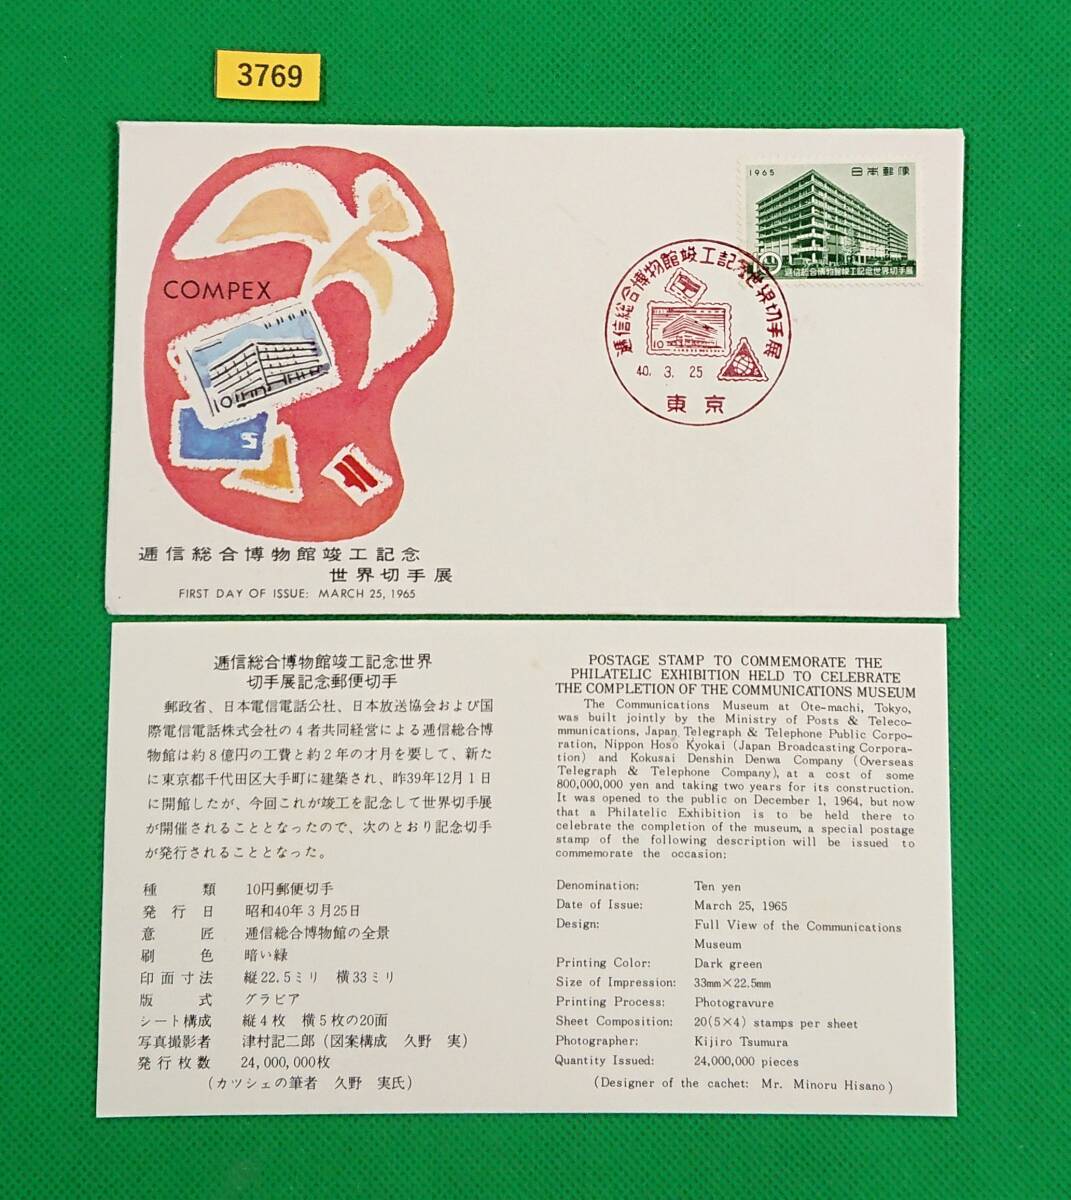 3769
1965 日本郵便
10
逓信総合博物館竣工記念世界切手展
逓信総合博物館竣工記念世界切手展
10
40. 3. 25
東京
COMPEX
10
5
逓信総合博物館竣工記念
世界切手展
FIRST DAY OF ISSUE: MARCH 25, 1965
逓信総合博物館竣工記念世界
切手展記念郵便切手
郵政省、日本電信電話公社、日本放送協会および国
際電信電話株式会社の4者共同経営による逓信総合博
物館は約8億円の工費と約2年の才月を要して、新た
に東京都千代田区大手町に建築され、昨39年12月1日
に開館したが、今回これが竣工を記念して世界切手展
が開催されることとなったので、次のとおり記念切手
が発行されることとなった。
種類 10円郵便切手
発行日 昭和40年3月25日
意匠 逓信総合博物館の全景
刷色 暗い緑
印面寸法 縦22.5ミリ 横33ミリ
版式 グラビア
シート構成 縦4枚 横5枚の20面
写真撮影者 津村記二郎(図案構成 久野 実)
発行枚数 24,000,000枚
(カツシェの筆者 久野 実氏)
POSTAGE STAMP TO COMMEMORATE THE
PHILATELIC EXHIBITION HELD TO CELEBRATE
THE COMPLETION OF THE COMMUNICATIONS MUSEUM
The Communications Museum at Ote-machi, Tokyo,
was built jointly by the Ministry of Posts & Teleco-
mmunications, Japan Telegraph & Telephone Public Corpo-
ration, Nippon Hoso Kyokai (Japan Broadcasting Corpora-
tion) and Kokusai Denshin Denwa Company (Overseas
Telegraph & Telephone Company), at a cost of some
800,000,000 yen and taking two years for its construction.
It was opened to the public on December 1, 1964, but now
that a Philatelic Exhibition is to be held there to
celebrate the completion of the museum, a special postage
stamp of the following description will be issued to
commemorate the occasion:
Denomination: Ten yen
Date of Issue: March 25, 1965
Design: Full View of the Communications
Museum
Printing Color: Dark green
Size of Impression: 33mm×22.5mm
Printing Process: Photogravure
Sheet Composition: 20(5×4) stamps per sheet
Photographer: Kijiro Tsumura
Quantity Issued: 24,000,000 pieces
(Designer of the cachet: Mr. Minoru Hisano)